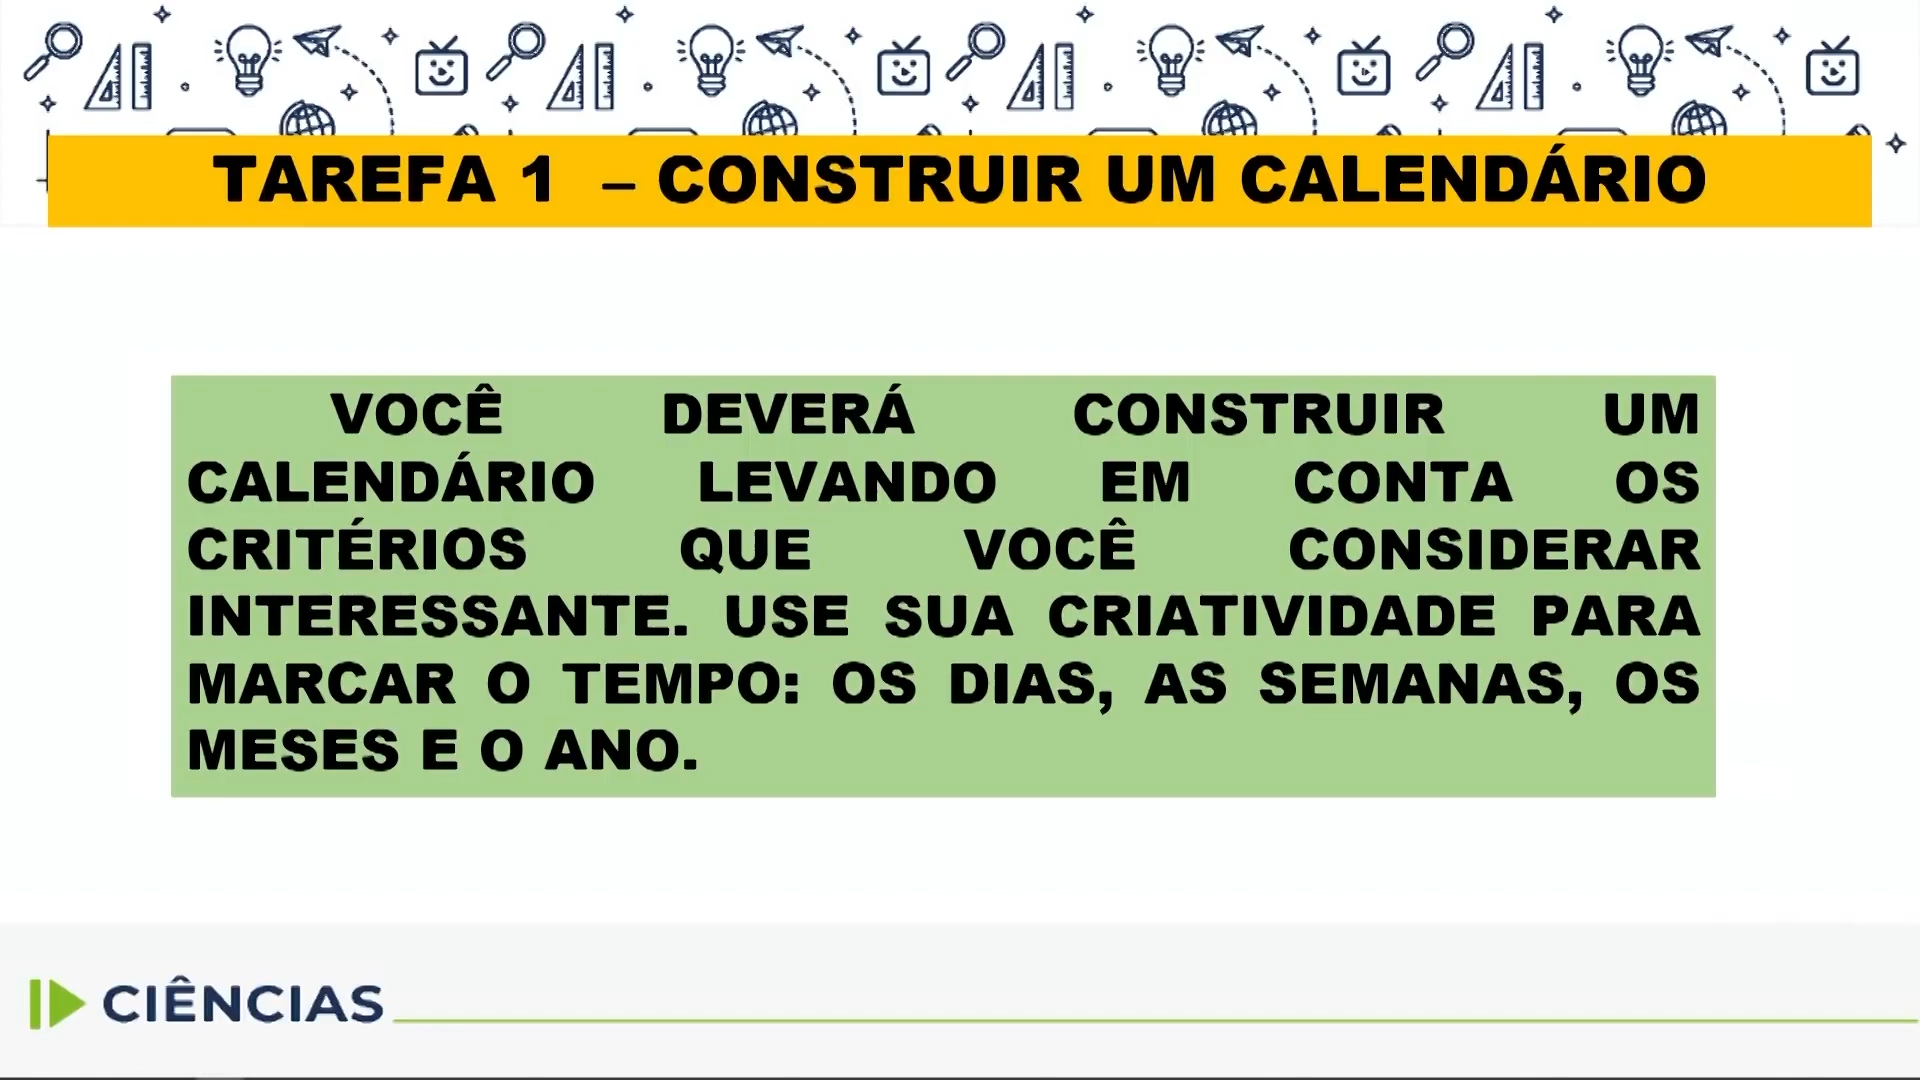 TAREFA 1 – CONSTRUIR UM CALENDÁRIO
VOCÊ DEVERÁ CONSTRUIR UM
CALENDÁRIO LEVANDO EM CONTA OS
CRITÉRIOS QUE VOCÊ CONSIDERAR
INTERESSANTE. USE SUA CRIATIVIDADE PARA
MARCAR O TEMPO: OS DIAS, AS SEMANAS, OS
MESES E O ANO.
CIÊNCIAS